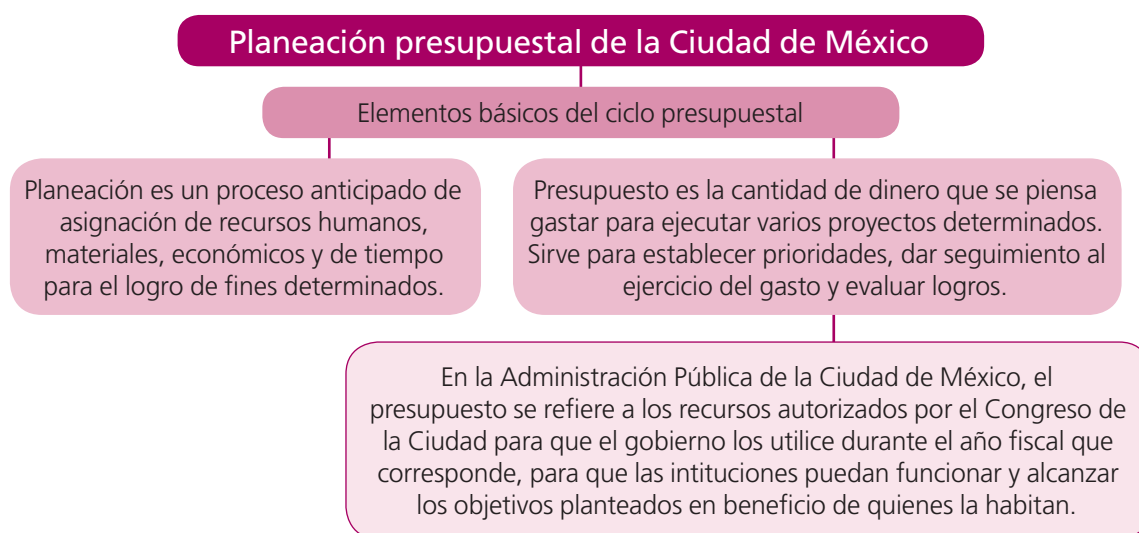 Planeación presupuestal de la Ciudad de México
Elementos básicos del ciclo presupuestal
Planeación es un proceso anticipado de
asignación de recursos humanos,
materiales, económicos y de tiempo
para el logro de fines determinados.
Presupuesto es la cantidad de dinero que se piensa
gastar para ejecutar varios proyectos determinados.
Sirve para establecer prioridades, dar seguimiento al
ejercicio del gasto y evaluar logros.
En la Administración Pública de la Ciudad de México, el
presupuesto se refiere a los recursos autorizados por el Congreso de
la Ciudad para que el gobierno los utilice durante el año fiscal que
corresponde, para que las intituciones puedan funcionar y alcanzar
los objetivos planteados en beneficio de quienes la habitan.